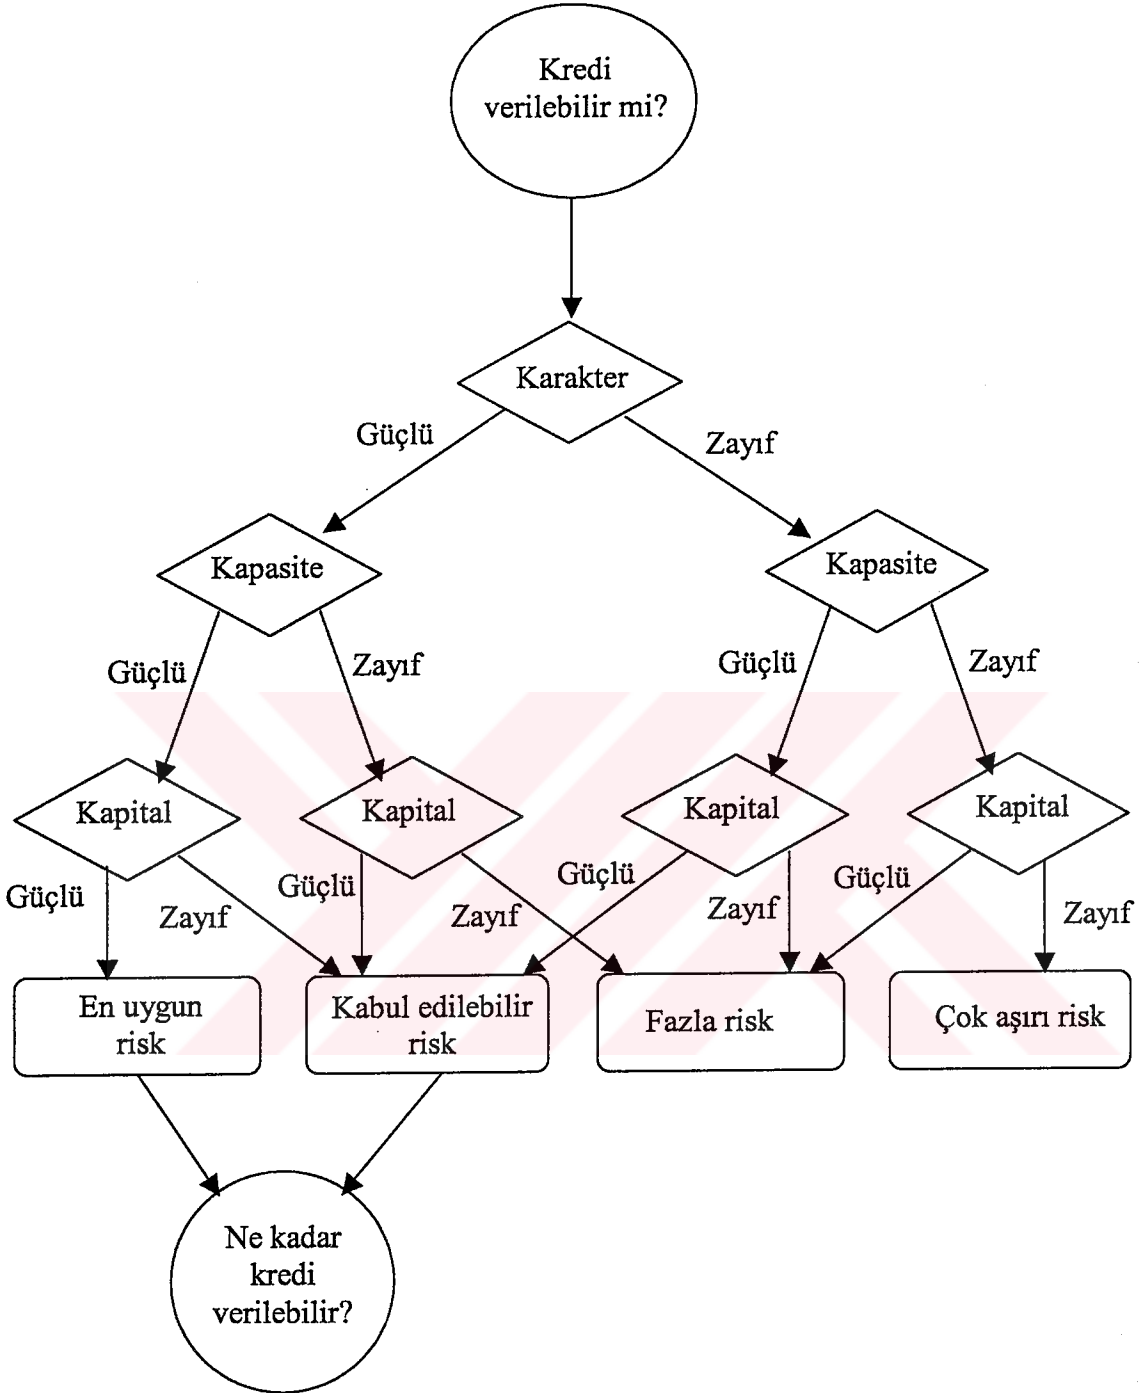 Kredi
verilebilir mi?
Karakter
Güçlü
Zayıf
Kapasite
Kapasite
Güçlü
Zayıf
Güçlü
Zayıf
Kapital
Kapital
Kapital
Kapital
Güçlü
Zayıf
Güçlü
Zayıf
Güçlü
Zayıf
Güçlü
Zayıf
En uygun
risk
Kabul edilebilir
risk
Fazla risk
Çok aşırı risk
Ne kadar
kredi
verilebilir?